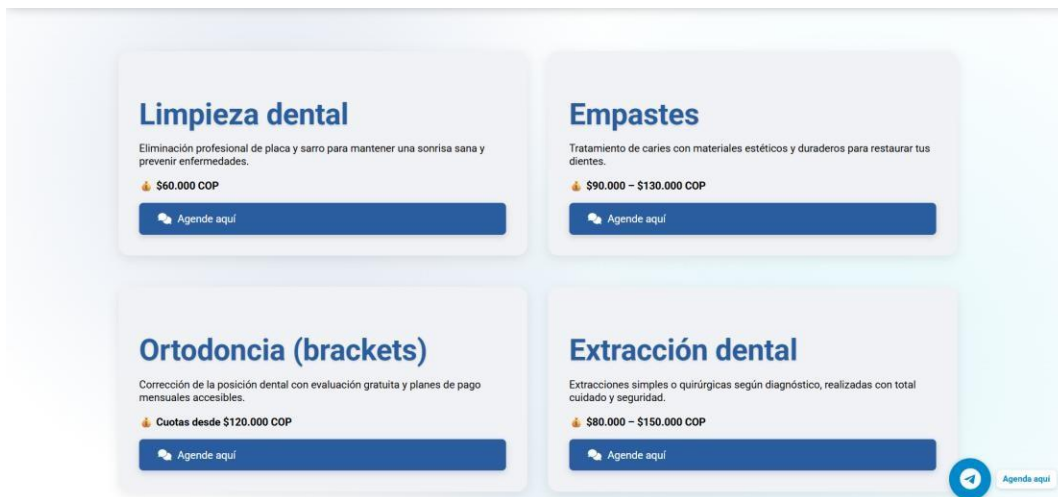 Limpieza dental
Eliminación profesional de placa y sarro para mantener una sonrisa sana y
prevenir enfermedades.
$60.000 COP
Agende aquí
Empastes
Tratamiento de caries con materiales estéticos y duraderos para restaurar tus
dientes.
$90.000 – $130.000 COP
Agende aquí
Ortodoncia (brackets)
Corrección de la posición dental con evaluación gratuita y planes de pago
mensuales accesibles.
Cuotas desde $120.000 COP
Agende aquí
Extracción dental
Extracciones simples o quirúrgicas según diagnóstico, realizadas con total
cuidado y seguridad.
$80.000 – $150.000 COP
Agende aquí
Agenda aquí